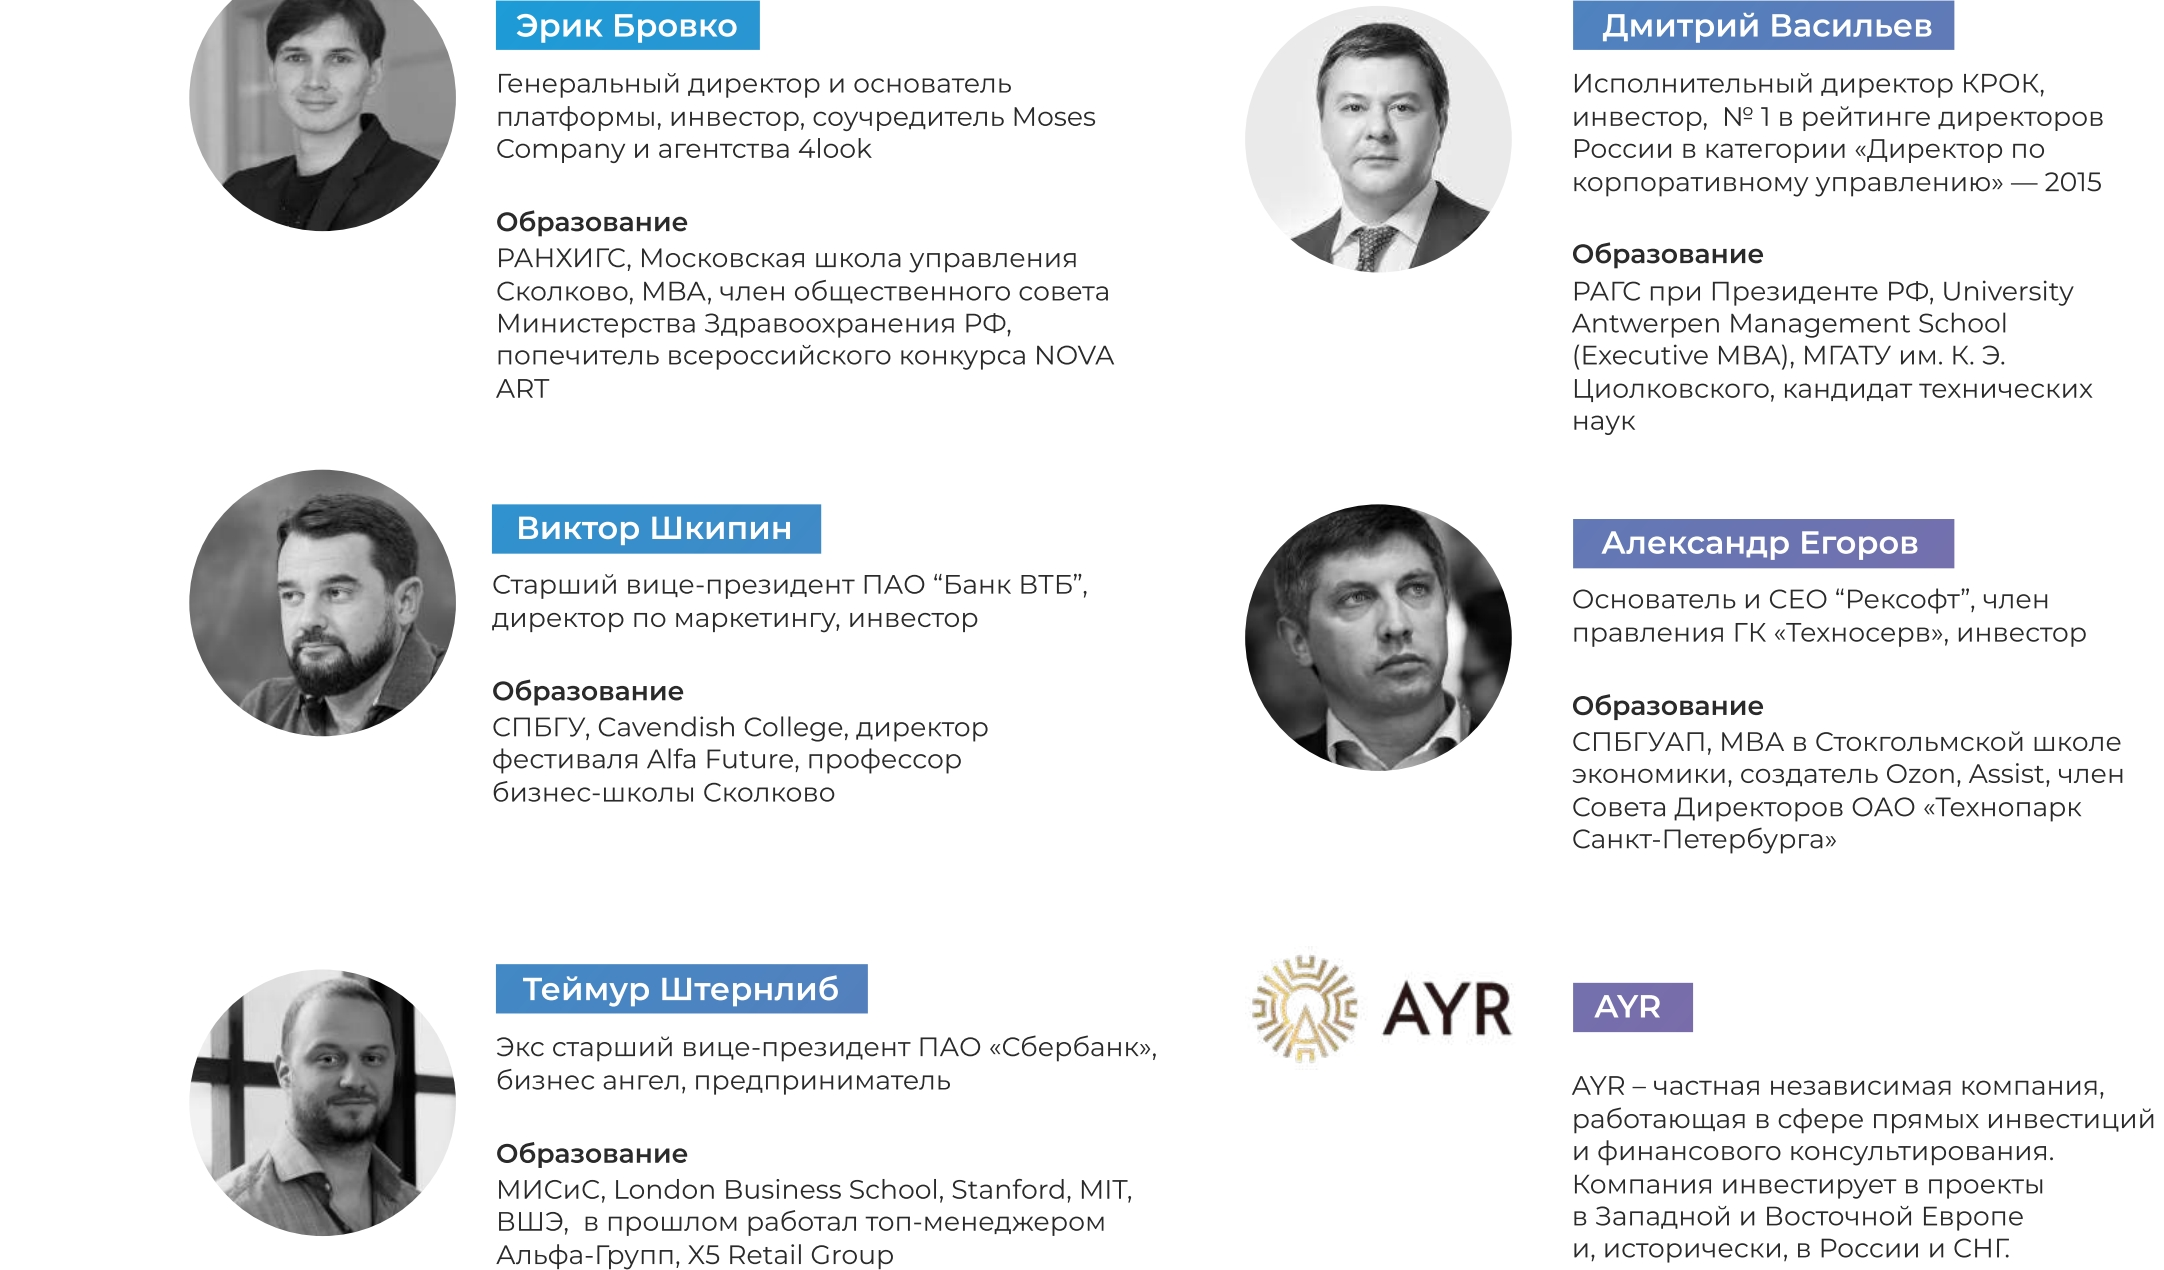 Эрик Бровко
Генеральный директор и основатель
платформы, инвестор, соучредитель Moses
Company и агентства 4look
Образование
РАНХИГС, Московская школа управления
Сколково, MBA, член общественного совета
Министерства Здравоохранения РФ,
попечитель всероссийского конкурса NOVA
ART
Дмитрий Васильев
Исполнительный директор КРОК,
инвестор,  № 1 в рейтинге директоров
России в категории «Директор по
корпоративному управлению» — 2015
Образование
РАГС при Президенте РФ, University
Antwerpen Management School
(Executive MBA), МГАТУ им. К. Э.
Циолковского, кандидат технических
наук
Виктор Шкипин
Старший вице-президент ПАО “Банк ВТБ”,
директор по маркетингу, инвестор
Образование
СПБГУ, Cavendish College, директор
фестиваля Alfa Future, профессор
бизнес-школы Сколково
Александр Егоров
Основатель и CEO “Рексофт”, член
правления ГК «Техносерв», инвестор
Образование
СПБГУАП, MBA в Стокгольмской школе
экономики, создатель Ozon, Assist, член
Совета Директоров ОАО «Технопарк
Санкт-Петербурга»
Теймур Штернлиб
Экс старший вице-президент ПАО «Сбербанк»,
бизнес ангел, предприниматель
Образование
МИСиС, London Business School, Stanford, MIT,
ВШЭ,  в прошлом работал топ-менеджером
Альфа-Групп, X5 Retail Group
AYR
AYR
AYR – частная независимая компания,
работающая в сфере прямых инвестиций
и финансового консультирования.
Компания инвестирует в проекты
в Западной и Восточной Европе
и, исторически, в России и СНГ.